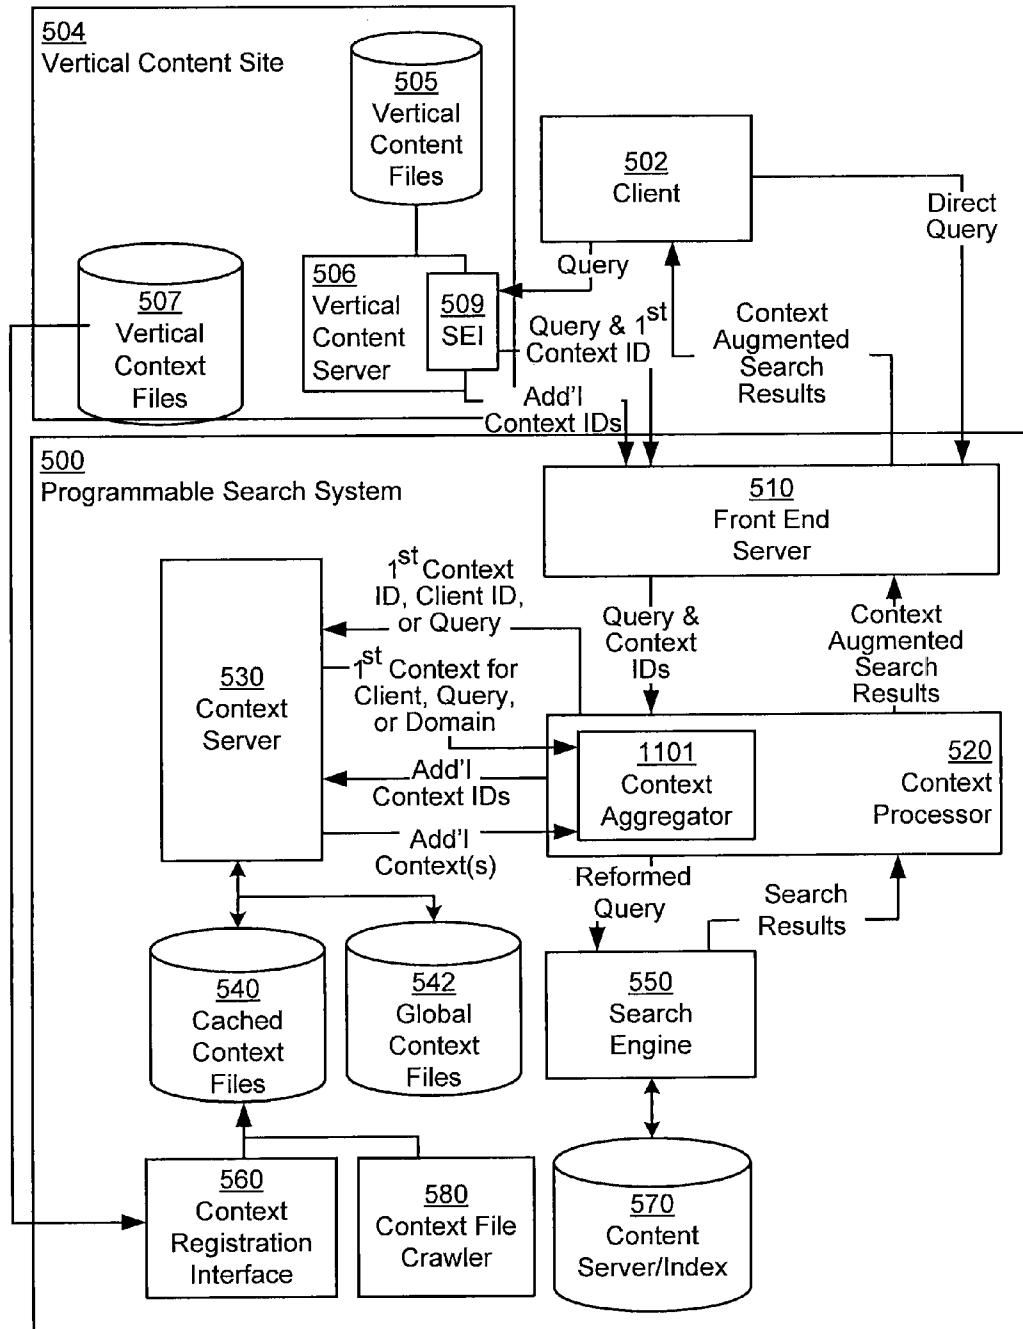 504
Vertical Content Site
505
Vertical
Content
Files
502
Client
Direct
Query
Query
507
Vertical
Context
Files
506
Vertical
Content
Server
509
SEI
Query & 1st
Context ID
Add'l
Context IDs
Context
Augmented
Search
Results
500
Programmable Search System
510
Front End
Server
1st Context
ID, Client ID,
or Query
Query &
Context
IDs
Context
Augmented
Search
Results
530
Context
Server
1st Context for
Client, Query,
or Domain
Add'l
Context IDs
Add'l
Context(s)
1101
Context
Aggregator
520
Context
Processor
Reformed
Query
Search
Results
540
Cached
Context
Files
542
Global
Context
Files
550
Search
Engine
560
Context
Registration
Interface
580
Context File
Crawler
570
Content
Server/Index